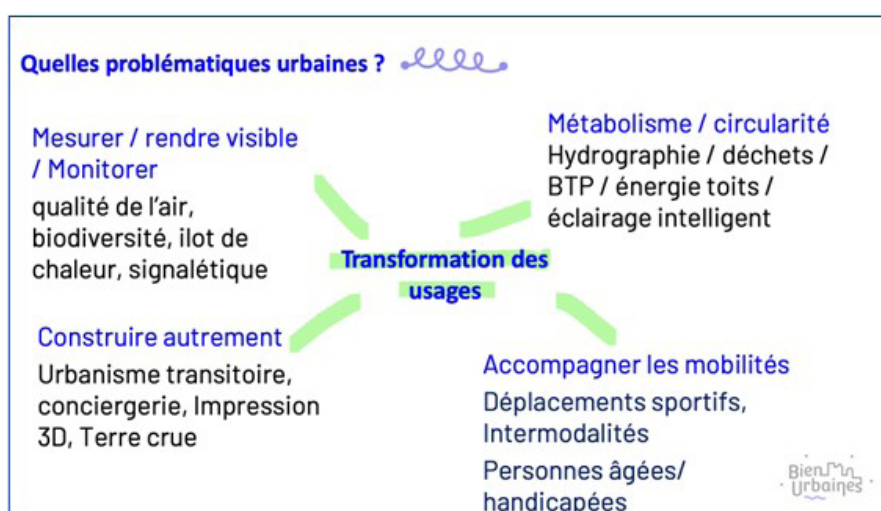 Quelles problématiques urbaines ?
Mesurer / rendre visible
/ Monitorer
qualité de l'air,
biodiversité, ilot de
chaleur, signalétique
Métabolisme / circularité
Hydrographie / déchets /
BTP / énergie toits /
éclairage intelligent
Transformation des
usages
Construire autrement
Urbanisme transitoire,
conciergerie, Impression
3D, Terre crue
Accompagner les mobilités
Déplacements sportifs,
Intermodalités
Personnes âgées/
handicapées
Bien
Urbaines